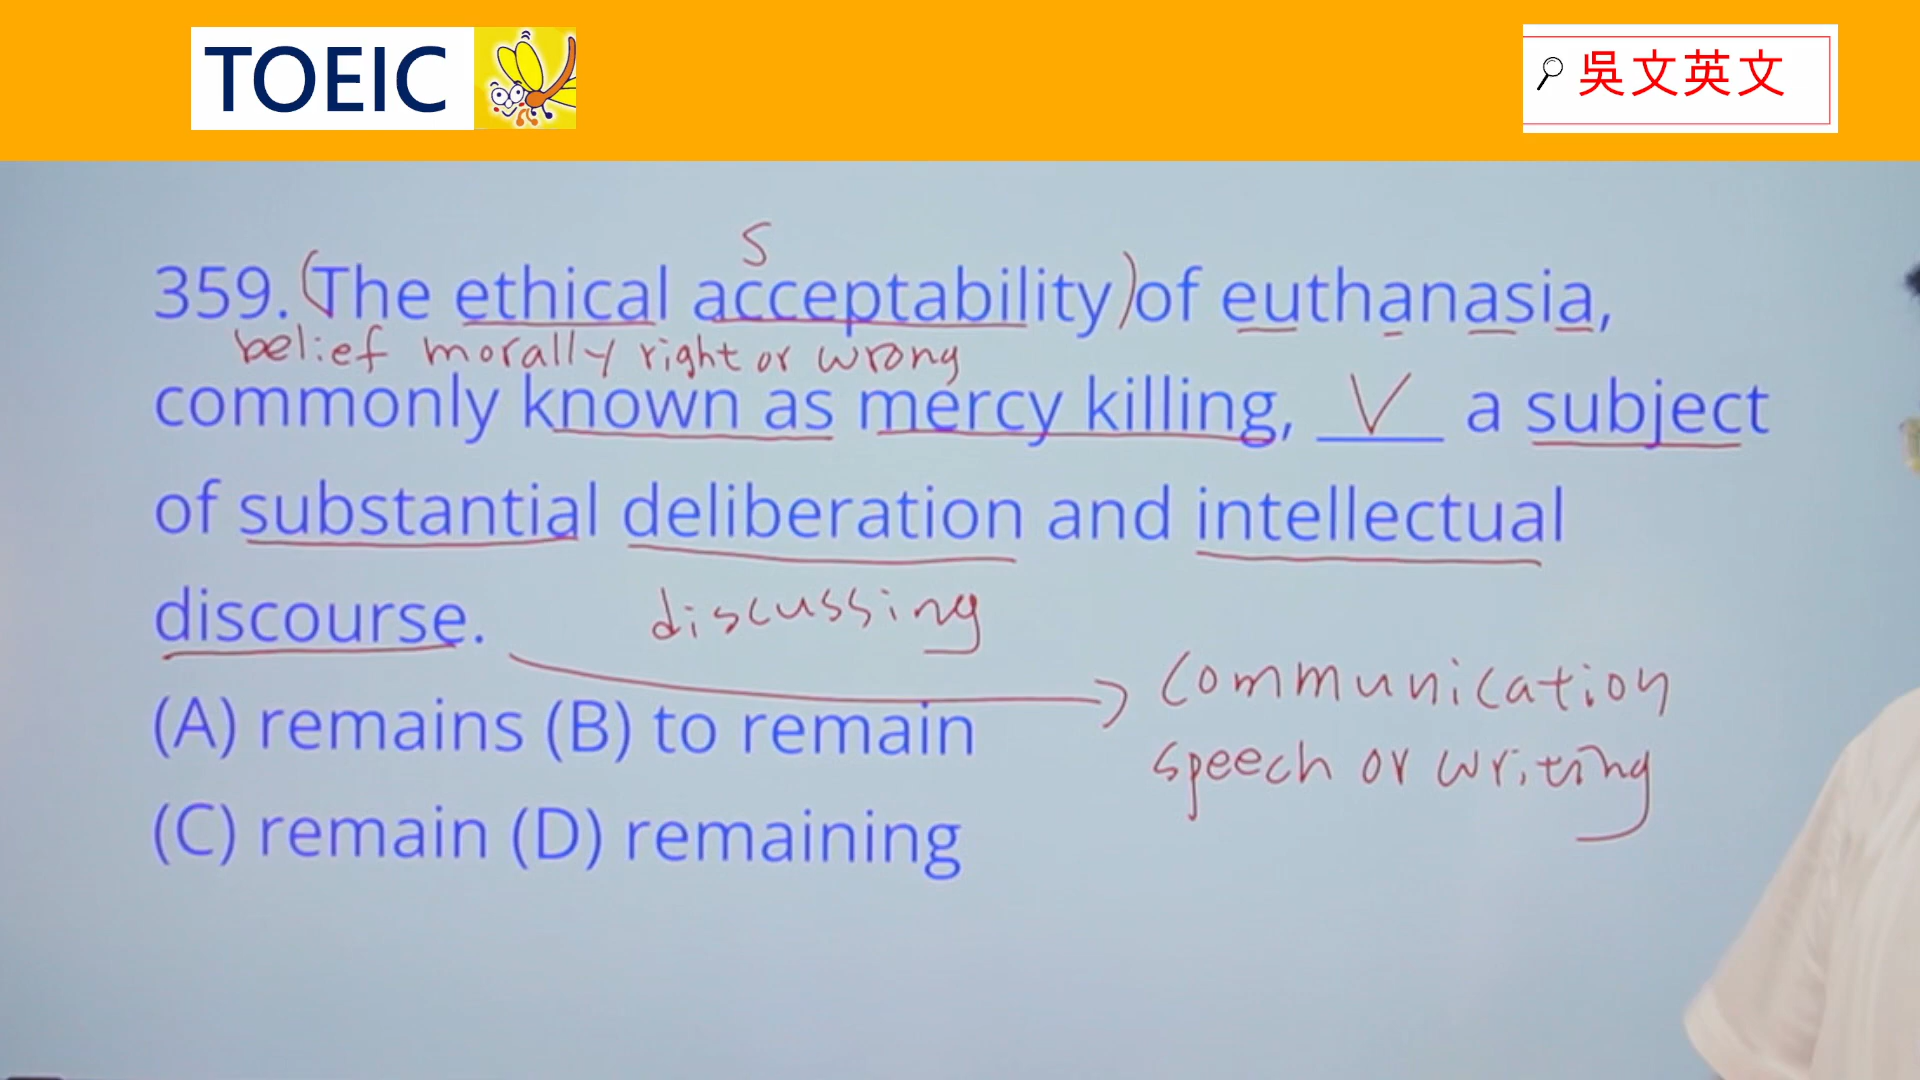 TOEIC
吳文英文
S
359. (The ethical acceptability) of euthanasia,
belief morally right or wrong
commonly known as mercy killing, __V__ a subject
of substantial deliberation and intellectual
discourse.
discussing
communication
(A) remains (B) to remain
speech or writing
(C) remain (D) remaining